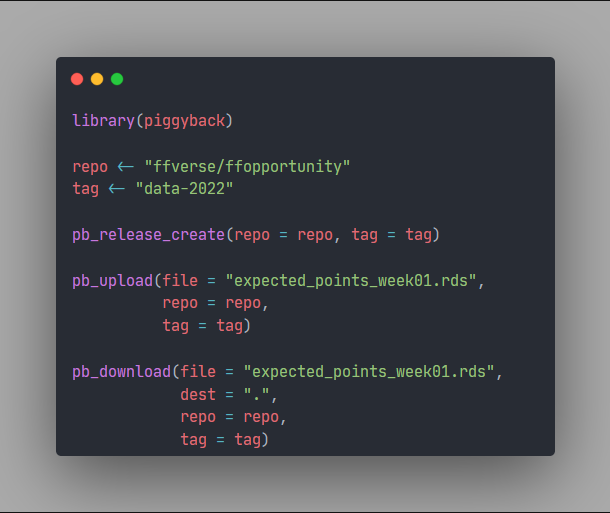 library(piggyback)
repo <- "ffverse/ffopportunity"
tag <- "data-2022"
pb_release_create(repo = repo, tag = tag)
pb_upload(file = "expected_points_week01.rds",
          repo = repo,
          tag = tag)
pb_download(file = "expected_points_week01.rds",
            dest = ".",
            repo = repo,
            tag = tag)